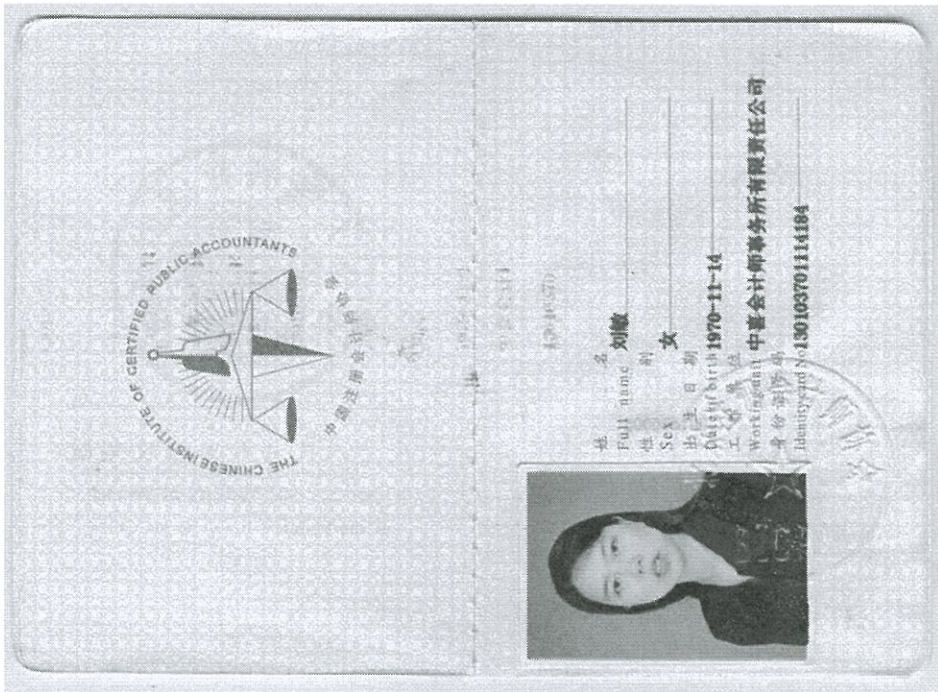 THE CHINESE INSTITUTE OF CERTIFIED PUBLIC ACCOUNTANTS
中国注册会计师协会
姓 名
Full name 刘敏
性 别
Sex 女
出 生 日 期
Date of birth 1970-11-14
工 作 单 位
Working unit 中喜会计师事务所有限责任公司
身份证号码
Identity card No 130103701114184